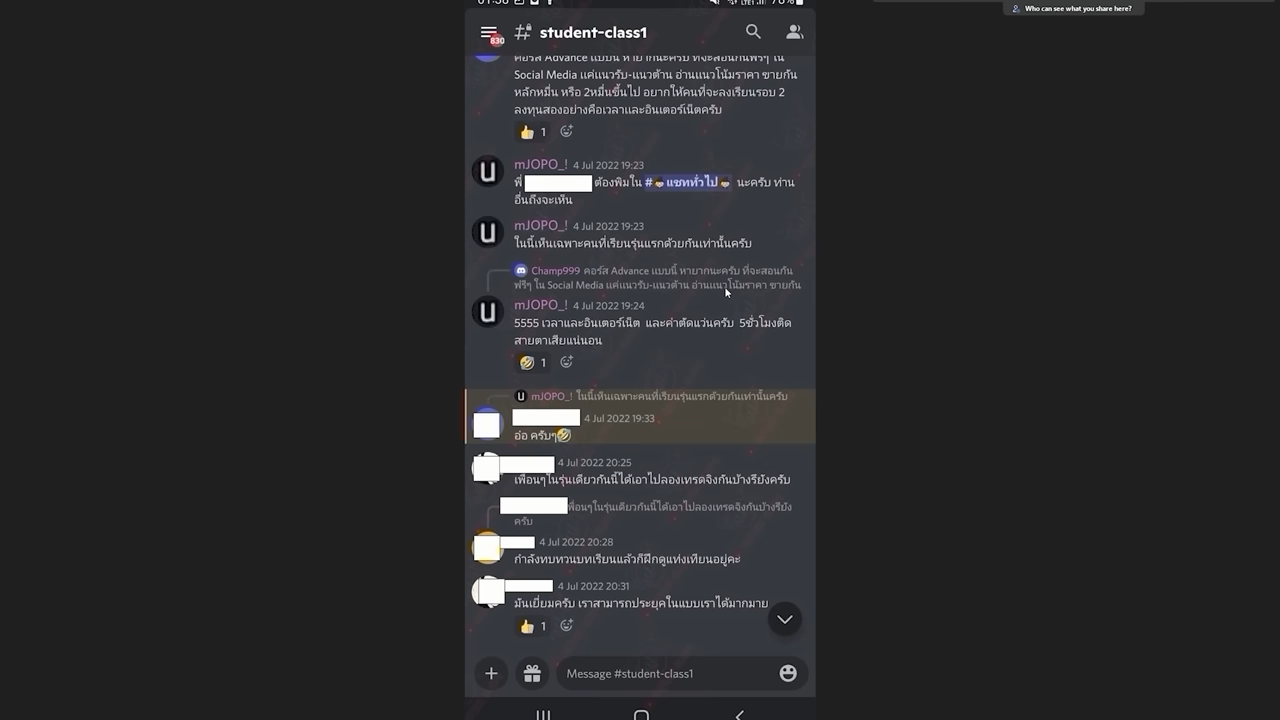 01:36
78%
Who can see what you share here?
830
student-class1
คอร์ส Advance แบบนี้ หายากนะครับ ที่จะสอนกันฟรีๆ ใน
Social Media แค่แนวรับ-แนวต้าน อ่านแนวโน้มราคา ขายกัน
หลักหมื่น หรือ 2หมื่นขึ้นไป อยากให้คนที่จะลงเรียนรอบ 2
ลงทุนสองอย่างคือเวลาและอินเตอร์เน็ตครับ
1
mJOPO_! 4 Jul 2022 19:23
พี่ ต้องพิมใน #แชททั่วไป นะครับ ท่าน
อื่นถึงจะเห็น
mJOPO_! 4 Jul 2022 19:23
ในนี้เห็นเฉพาะคนที่เรียนรุ่นแรกด้วยกันเท่านั้นครับ
Champ999 คอร์ส Advance แบบนี้ หายากนะครับ ที่จะสอนกัน
ฟรีๆ ใน Social Media แค่แนวรับ-แนวต้าน อ่านแนวโน้มราคา ขายกัน
mJOPO_! 4 Jul 2022 19:24
5555 เวลาและอินเตอร์เน็ต และค่าตัดแว่นครับ 5ชั่วโมงติด
สายตาเสียแน่นอน
1
mJOPO_! ในนี้เห็นเฉพาะคนที่เรียนรุ่นแรกด้วยกันเท่านั้นครับ
4 Jul 2022 19:33
อ่อ ครับๆ
4 Jul 2022 20:25
เพื่อนๆในรุ่นเดียวกันนี้ได้เอาไปลองเทรดจิงกันบ้างรึยังครับ
พื่อนๆในรุ่นเดียวกันนี้ได้เอาไปลองเทรดจิงกันบ้างรึยัง
ครับ
4 Jul 2022 20:28
กำลังทบทวนบทเรียนแล้วก็ฝึกดูแท่งเทียนอยู่คะ
4 Jul 2022 20:31
มันเยี่ยมครับ เราสามารถประยุคในแบบเราได้มากมาย
1
Message #student-class1